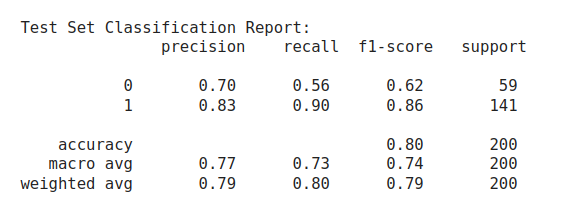 Test Set Classification Report:
precision recall f1-score support
0 0.70 0.56 0.62 59
1 0.83 0.90 0.86 141
accuracy 0.80 200
macro avg 0.77 0.73 0.74 200
weighted avg 0.79 0.80 0.79 200